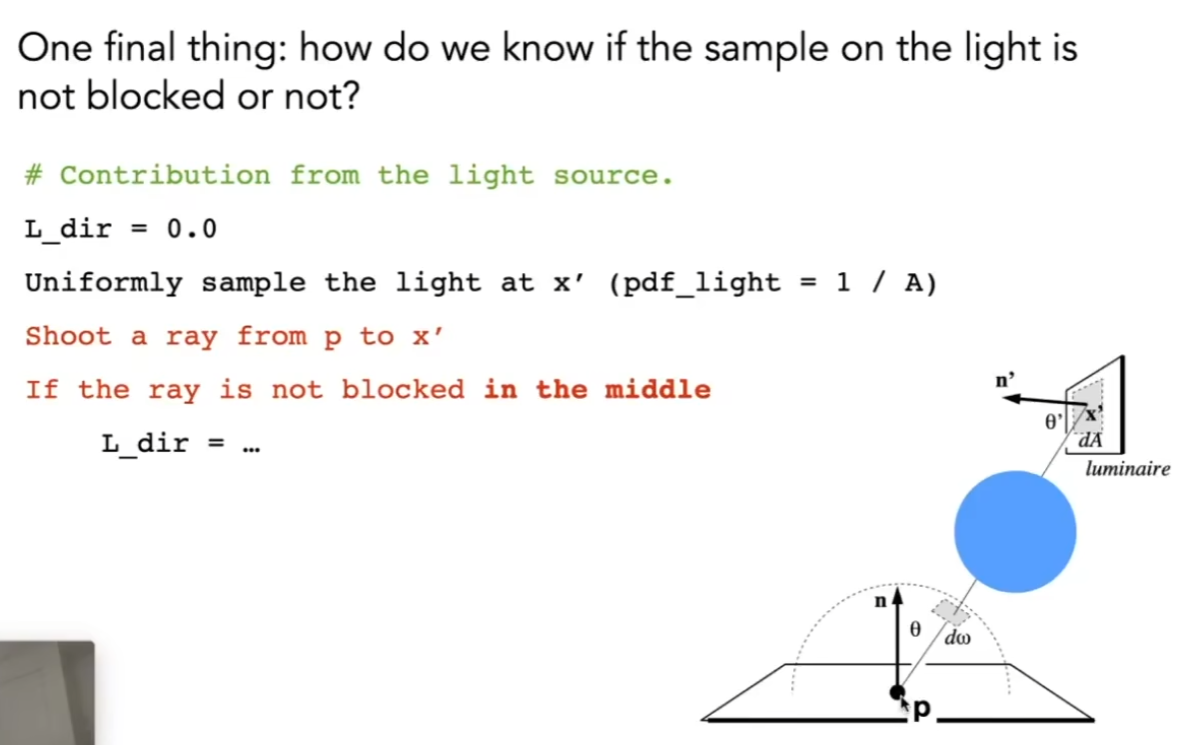 One final thing: how do we know if the sample on the light is
not blocked or not?
# Contribution from the light source.
L_dir = 0.0
Uniformly sample the light at x′ (pdf_light = 1 / A)
Shoot a ray from p to x′
If the ray is not blocked in the middle
L_dir = …
n’
θ’
x’
dA
luminaire
n
θ
dω
p